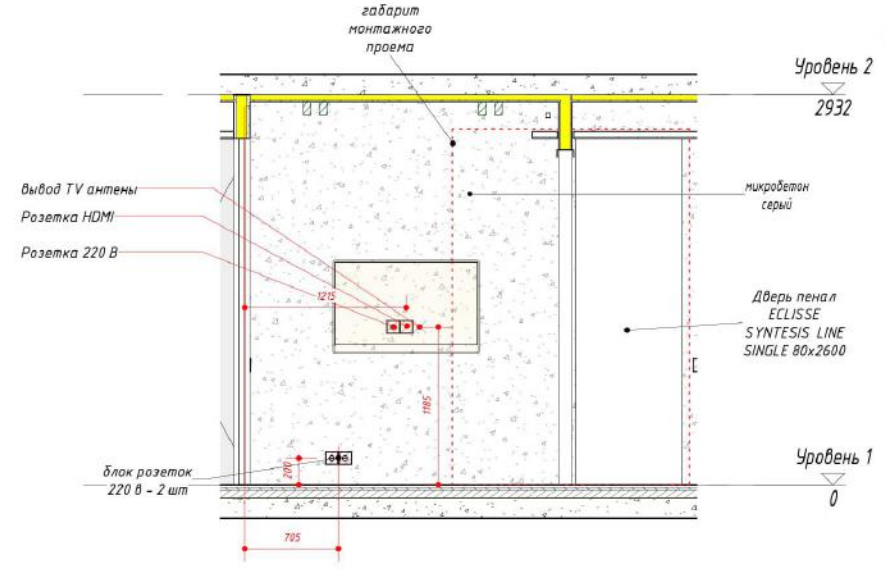 габарит
монтажного
проема
Уровень 2
2932
вывод TV антены
Розетка HDMI
Розетка 220 В
микробетон
серый
1215
Дверь пенал
ECLISSE
SYNTESIS LINE
SINGLE 80x2600
1185
блок розеток
220 в - 2 шт
200
Уровень 1
0
705